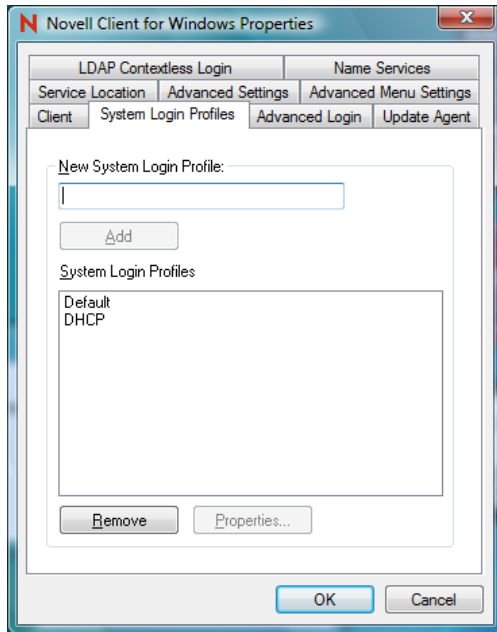 Novell Client for Windows Properties
LDAP Contextless Login Name Services
Service Location Advanced Settings Advanced Menu Settings
Client System Login Profiles Advanced Login Update Agent
New System Login Profile:
Add
System Login Profiles
Default
DHCP
Remove Properties...
OK Cancel